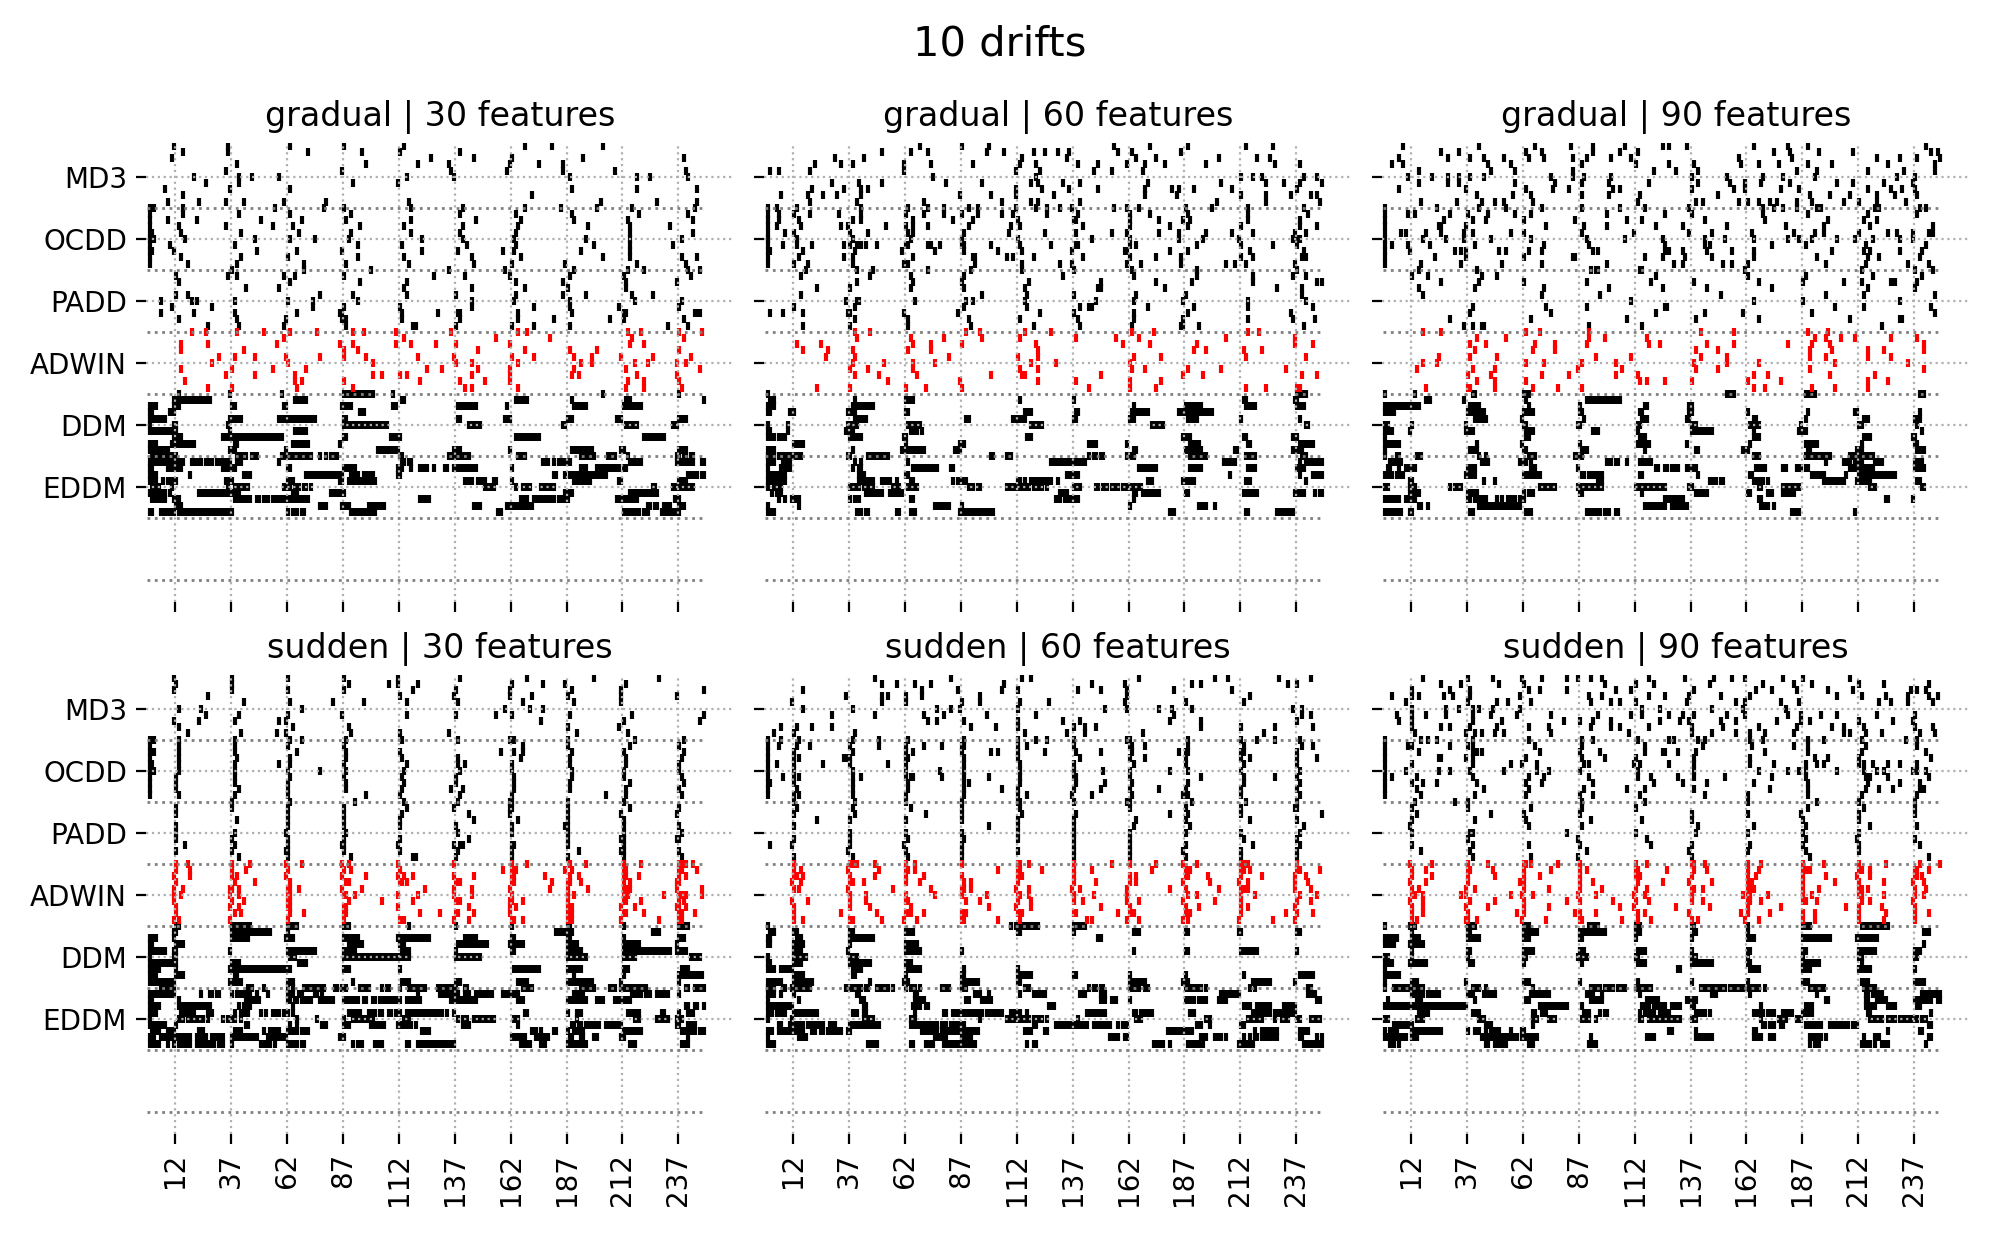 10 drifts
gradual | 30 features
gradual | 60 features
gradual | 90 features
MD3
OCDD
PADD
ADWIN
DDM
EDDM
sudden | 30 features
sudden | 60 features
sudden | 90 features
MD3
OCDD
PADD
ADWIN
DDM
EDDM
12 37 62 87 112 137 162 187 212 237
12 37 62 87 112 137 162 187 212 237
12 37 62 87 112 137 162 187 212 237